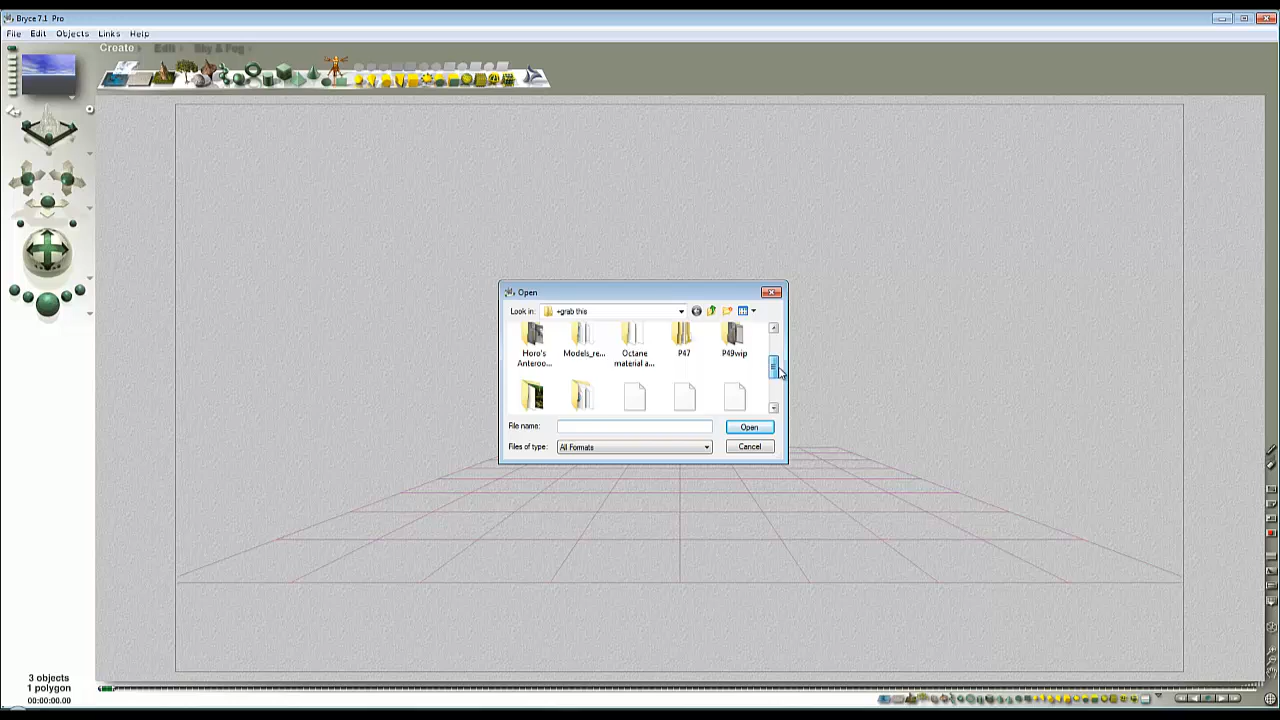 Bryce 7.1 Pro
File Edit Objects Links Help
Create Edit Sky & Fog
Open
Look in: +grab this
Horo's Anteroo...
Models_re...
Octane material a...
P47
P49wip
File name: Open
Files of type: All Formats Cancel
3 objects
1 polygon
00:00:00.00